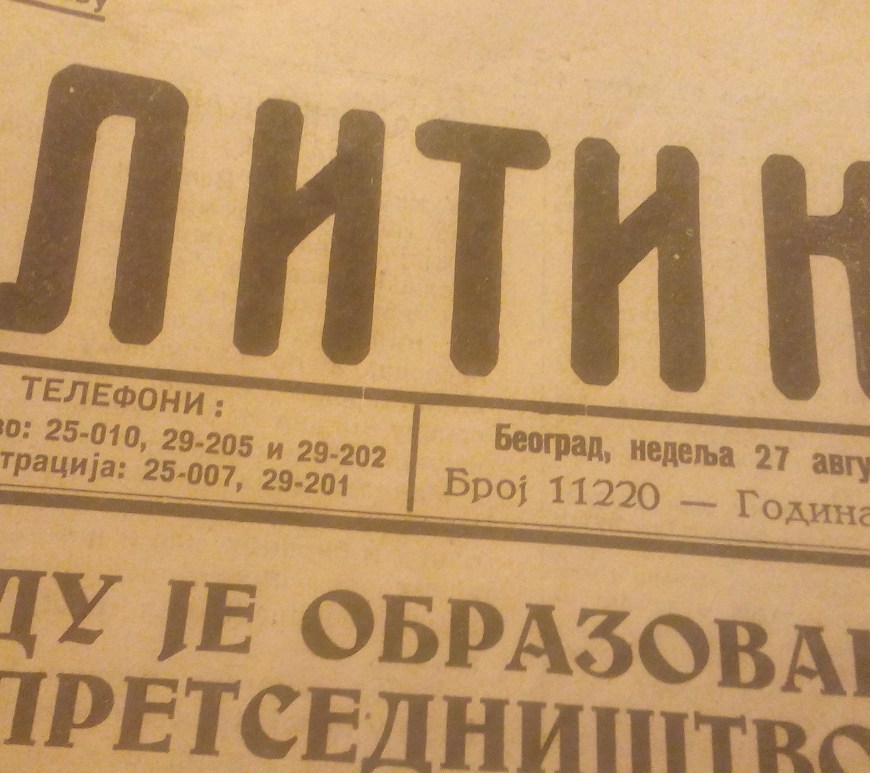 ЛИТИК
ТЕЛЕФОНИ:
во: 25-010, 29-205 и 29-202
трација: 25-007, 29-201
Београд, недеља 27 авгу
Број 11220 — Година
ДУ ЈЕ ОБРАЗОВА
ПРЕТСЕДНИШТВО